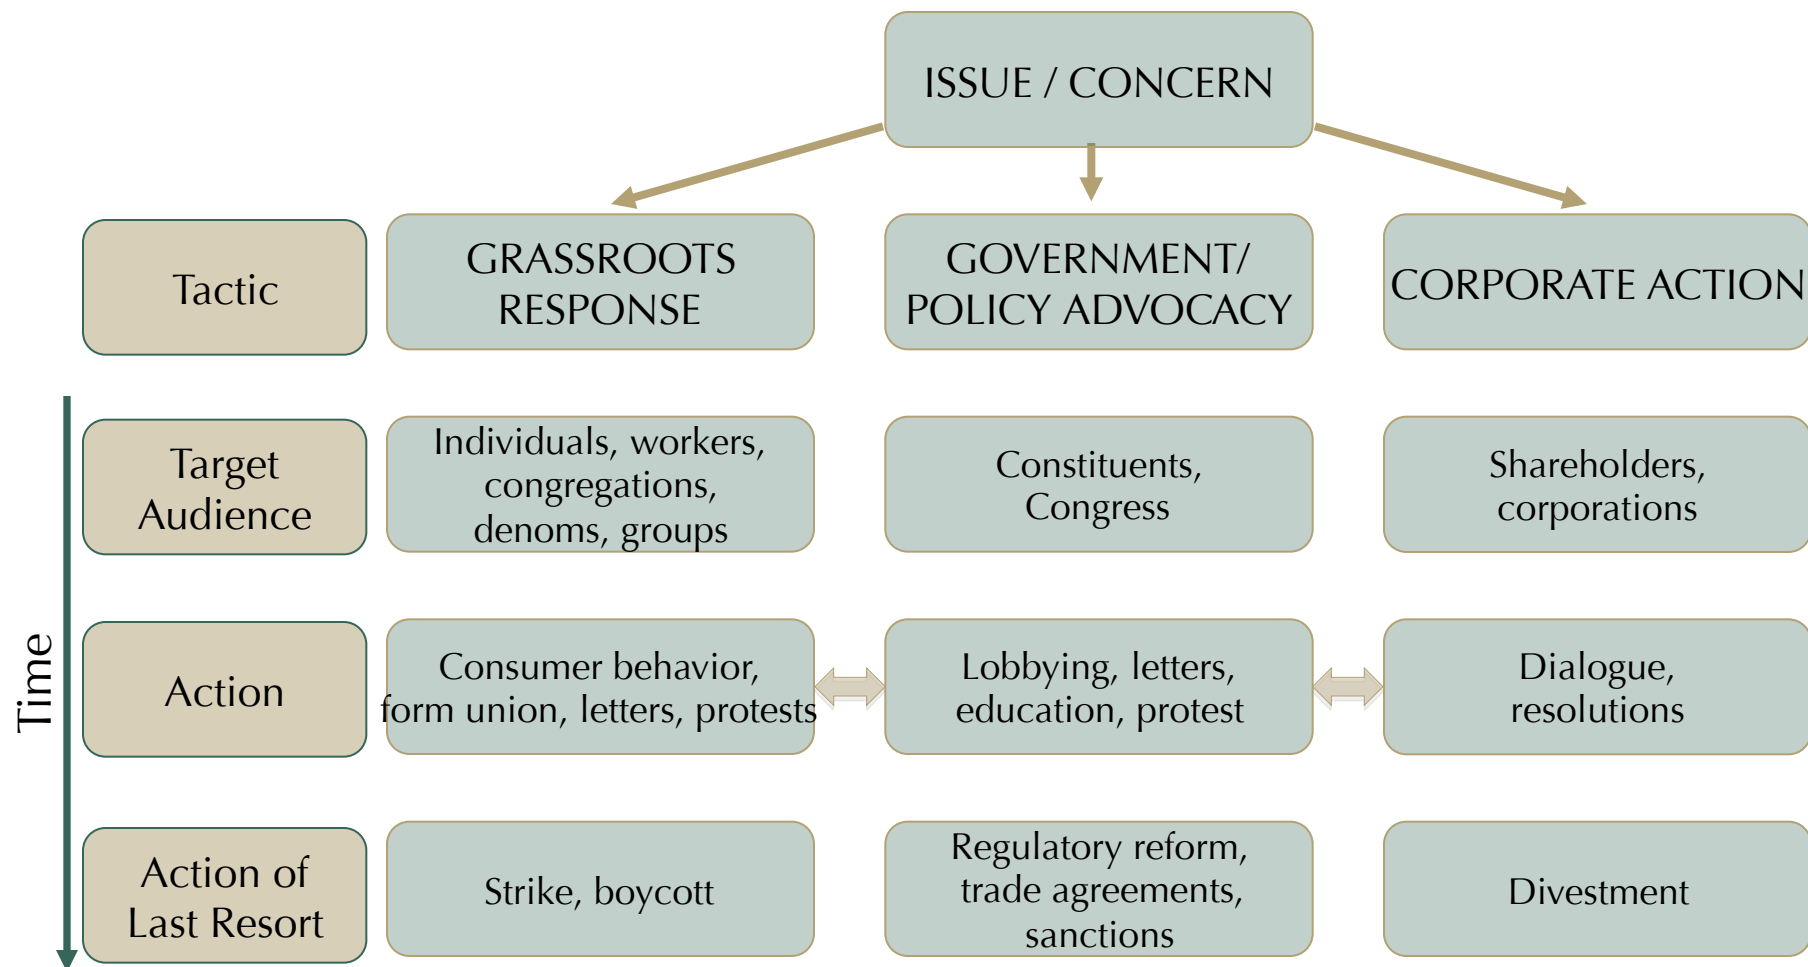 ISSUE / CONCERN
Tactic
GRASSROOTS
RESPONSE
GOVERNMENT/
POLICY ADVOCACY
CORPORATE ACTION
Time
Target
Audience
Individuals, workers,
congregations,
denoms, groups
Constituents,
Congress
Shareholders,
corporations
Action
Consumer behavior,
form union, letters, protests
Lobbying, letters,
education, protest
Dialogue,
resolutions
Action of
Last Resort
Strike, boycott
Regulatory reform,
trade agreements,
sanctions
Divestment